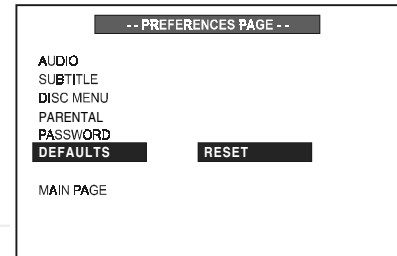 -- PREFERENCES PAGE --
AUDIO
SUBTITLE
DISC MENU
PARENTAL
PASSWORD
DEFAULTS RESET
MAIN PAGE